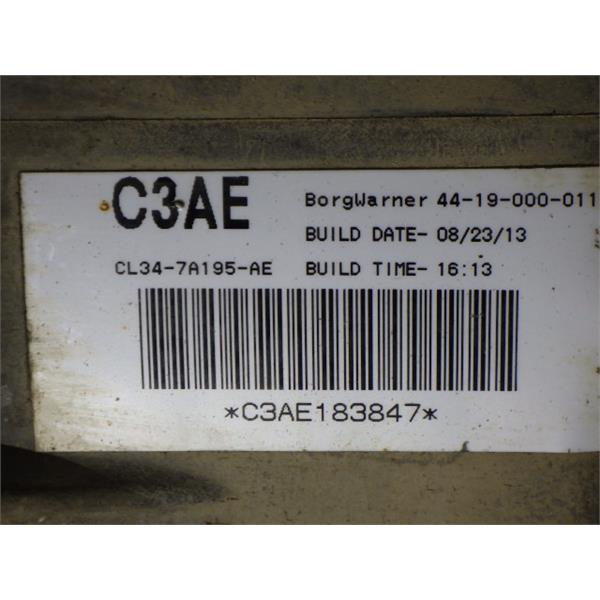 C3AE
BorgWarner 44-19-000-011
BUILD DATE- 08/23/13
CL34-7A195-AE BUILD TIME- 16:13
*C3AE183847*